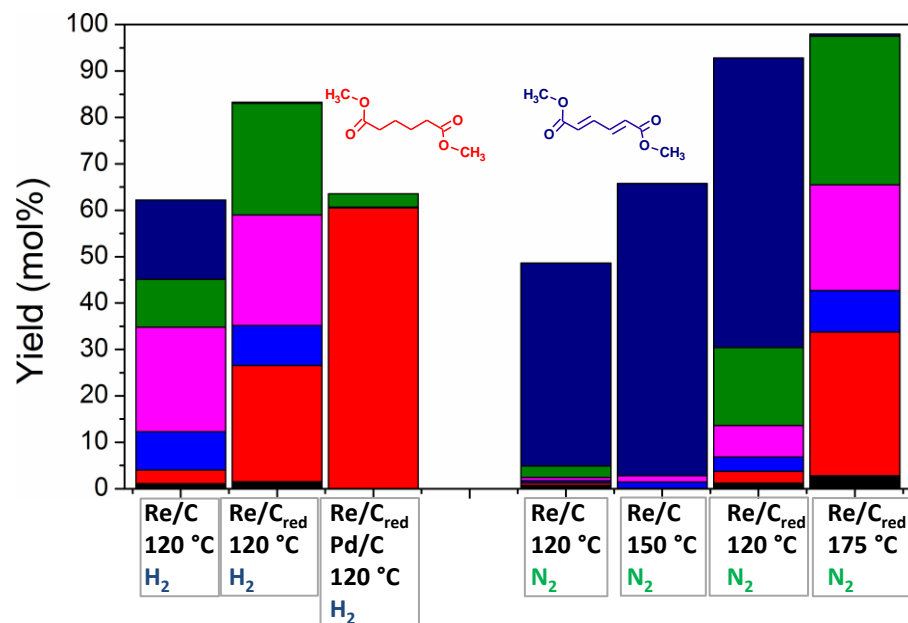 Yield (mol%)
100
90
80
70
60
50
40
30
20
10
0
H₃C
O
O
O
O
CH₃
H₃C
O
O
O
O
CH₃
Re/C
120 °C
H₂
Re/Cred
120 °C
H₂
Re/Cred
Pd/C
120 °C
H₂
Re/C
120 °C
N₂
Re/C
150 °C
N₂
Re/Cred
120 °C
N₂
Re/Cred
175 °C
N₂